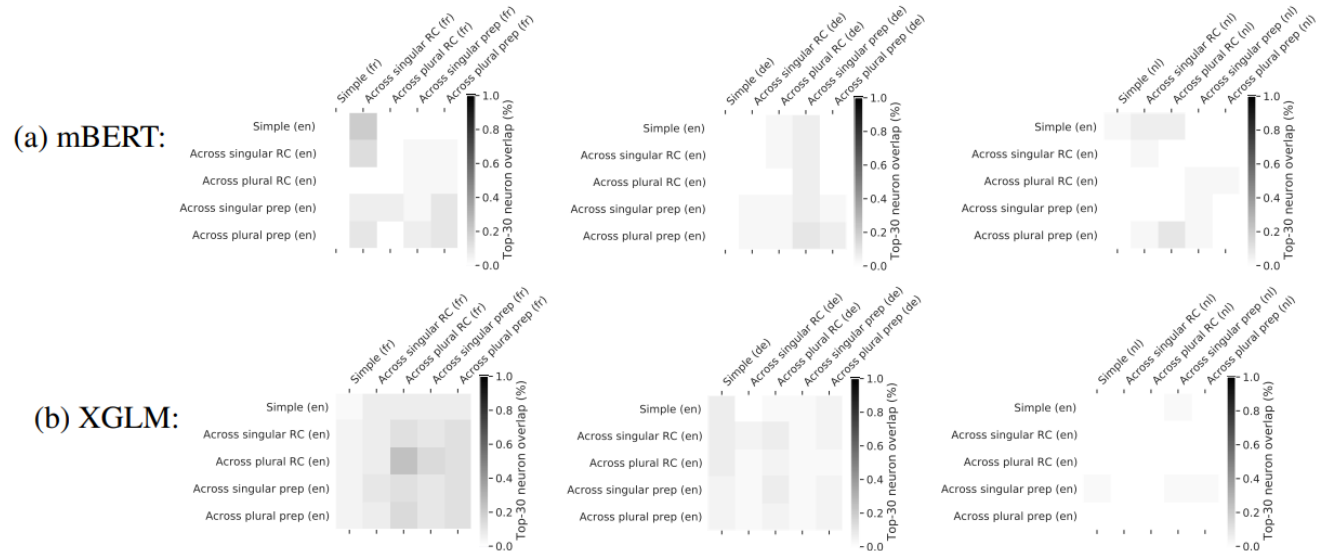 (a) mBERT:
Simple (fr)
Across singular RC (fr)
Across plural RC (fr)
Across singular prep (fr)
Across plural prep (fr)
Simple (en)
Across singular RC (en)
Across plural RC (en)
Across singular prep (en)
Across plural prep (en)
1.0
0.8
0.6
0.4
0.2
0.0
Top-30 neuron overlap (%)
Simple (de)
Across singular RC (de)
Across plural RC (de)
Across singular prep (de)
Across plural prep (de)
Simple (en)
Across singular RC (en)
Across plural RC (en)
Across singular prep (en)
Across plural prep (en)
1.0
0.8
0.6
0.4
0.2
0.0
Top-30 neuron overlap (%)
Simple (nl)
Across singular RC (nl)
Across plural RC (nl)
Across singular prep (nl)
Across plural prep (nl)
Simple (en)
Across singular RC (en)
Across plural RC (en)
Across singular prep (en)
Across plural prep (en)
1.0
0.8
0.6
0.4
0.2
0.0
Top-30 neuron overlap (%)
(b) XGLM:
Simple (fr)
Across singular RC (fr)
Across plural RC (fr)
Across singular prep (fr)
Across plural prep (fr)
Simple (en)
Across singular RC (en)
Across plural RC (en)
Across singular prep (en)
Across plural prep (en)
1.0
0.8
0.6
0.4
0.2
0.0
Top-30 neuron overlap (%)
Simple (de)
Across singular RC (de)
Across plural RC (de)
Across singular prep (de)
Across plural prep (de)
Simple (en)
Across singular RC (en)
Across plural RC (en)
Across singular prep (en)
Across plural prep (en)
1.0
0.8
0.6
0.4
0.2
0.0
Top-30 neuron overlap (%)
Simple (nl)
Across singular RC (nl)
Across plural RC (nl)
Across singular prep (nl)
Across plural prep (nl)
Simple (en)
Across singular RC (en)
Across plural RC (en)
Across singular prep (en)
Across plural prep (en)
1.0
0.8
0.6
0.4
0.2
0.0
Top-30 neuron overlap (%)